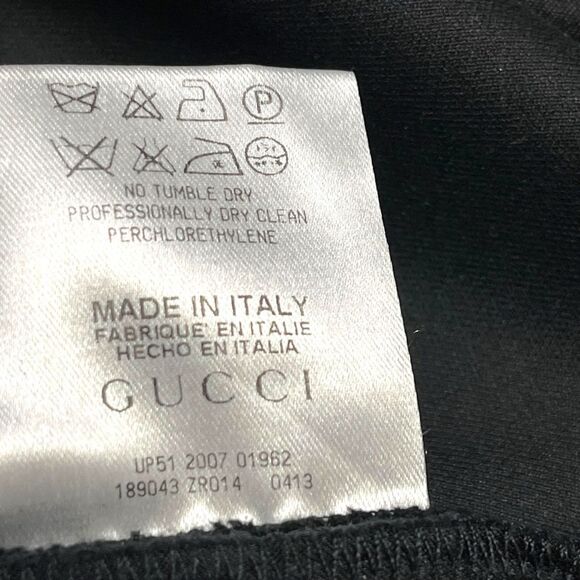 P
NO TUMBLE DRY
PROFESSIONALLY DRY CLEAN
PERCHLORETHYLENE
MADE IN ITALY
FABRIQUE' EN ITALIE
HECHO EN ITALIA
GUCCI
UP51 2007 01962
189043 ZR014 0413